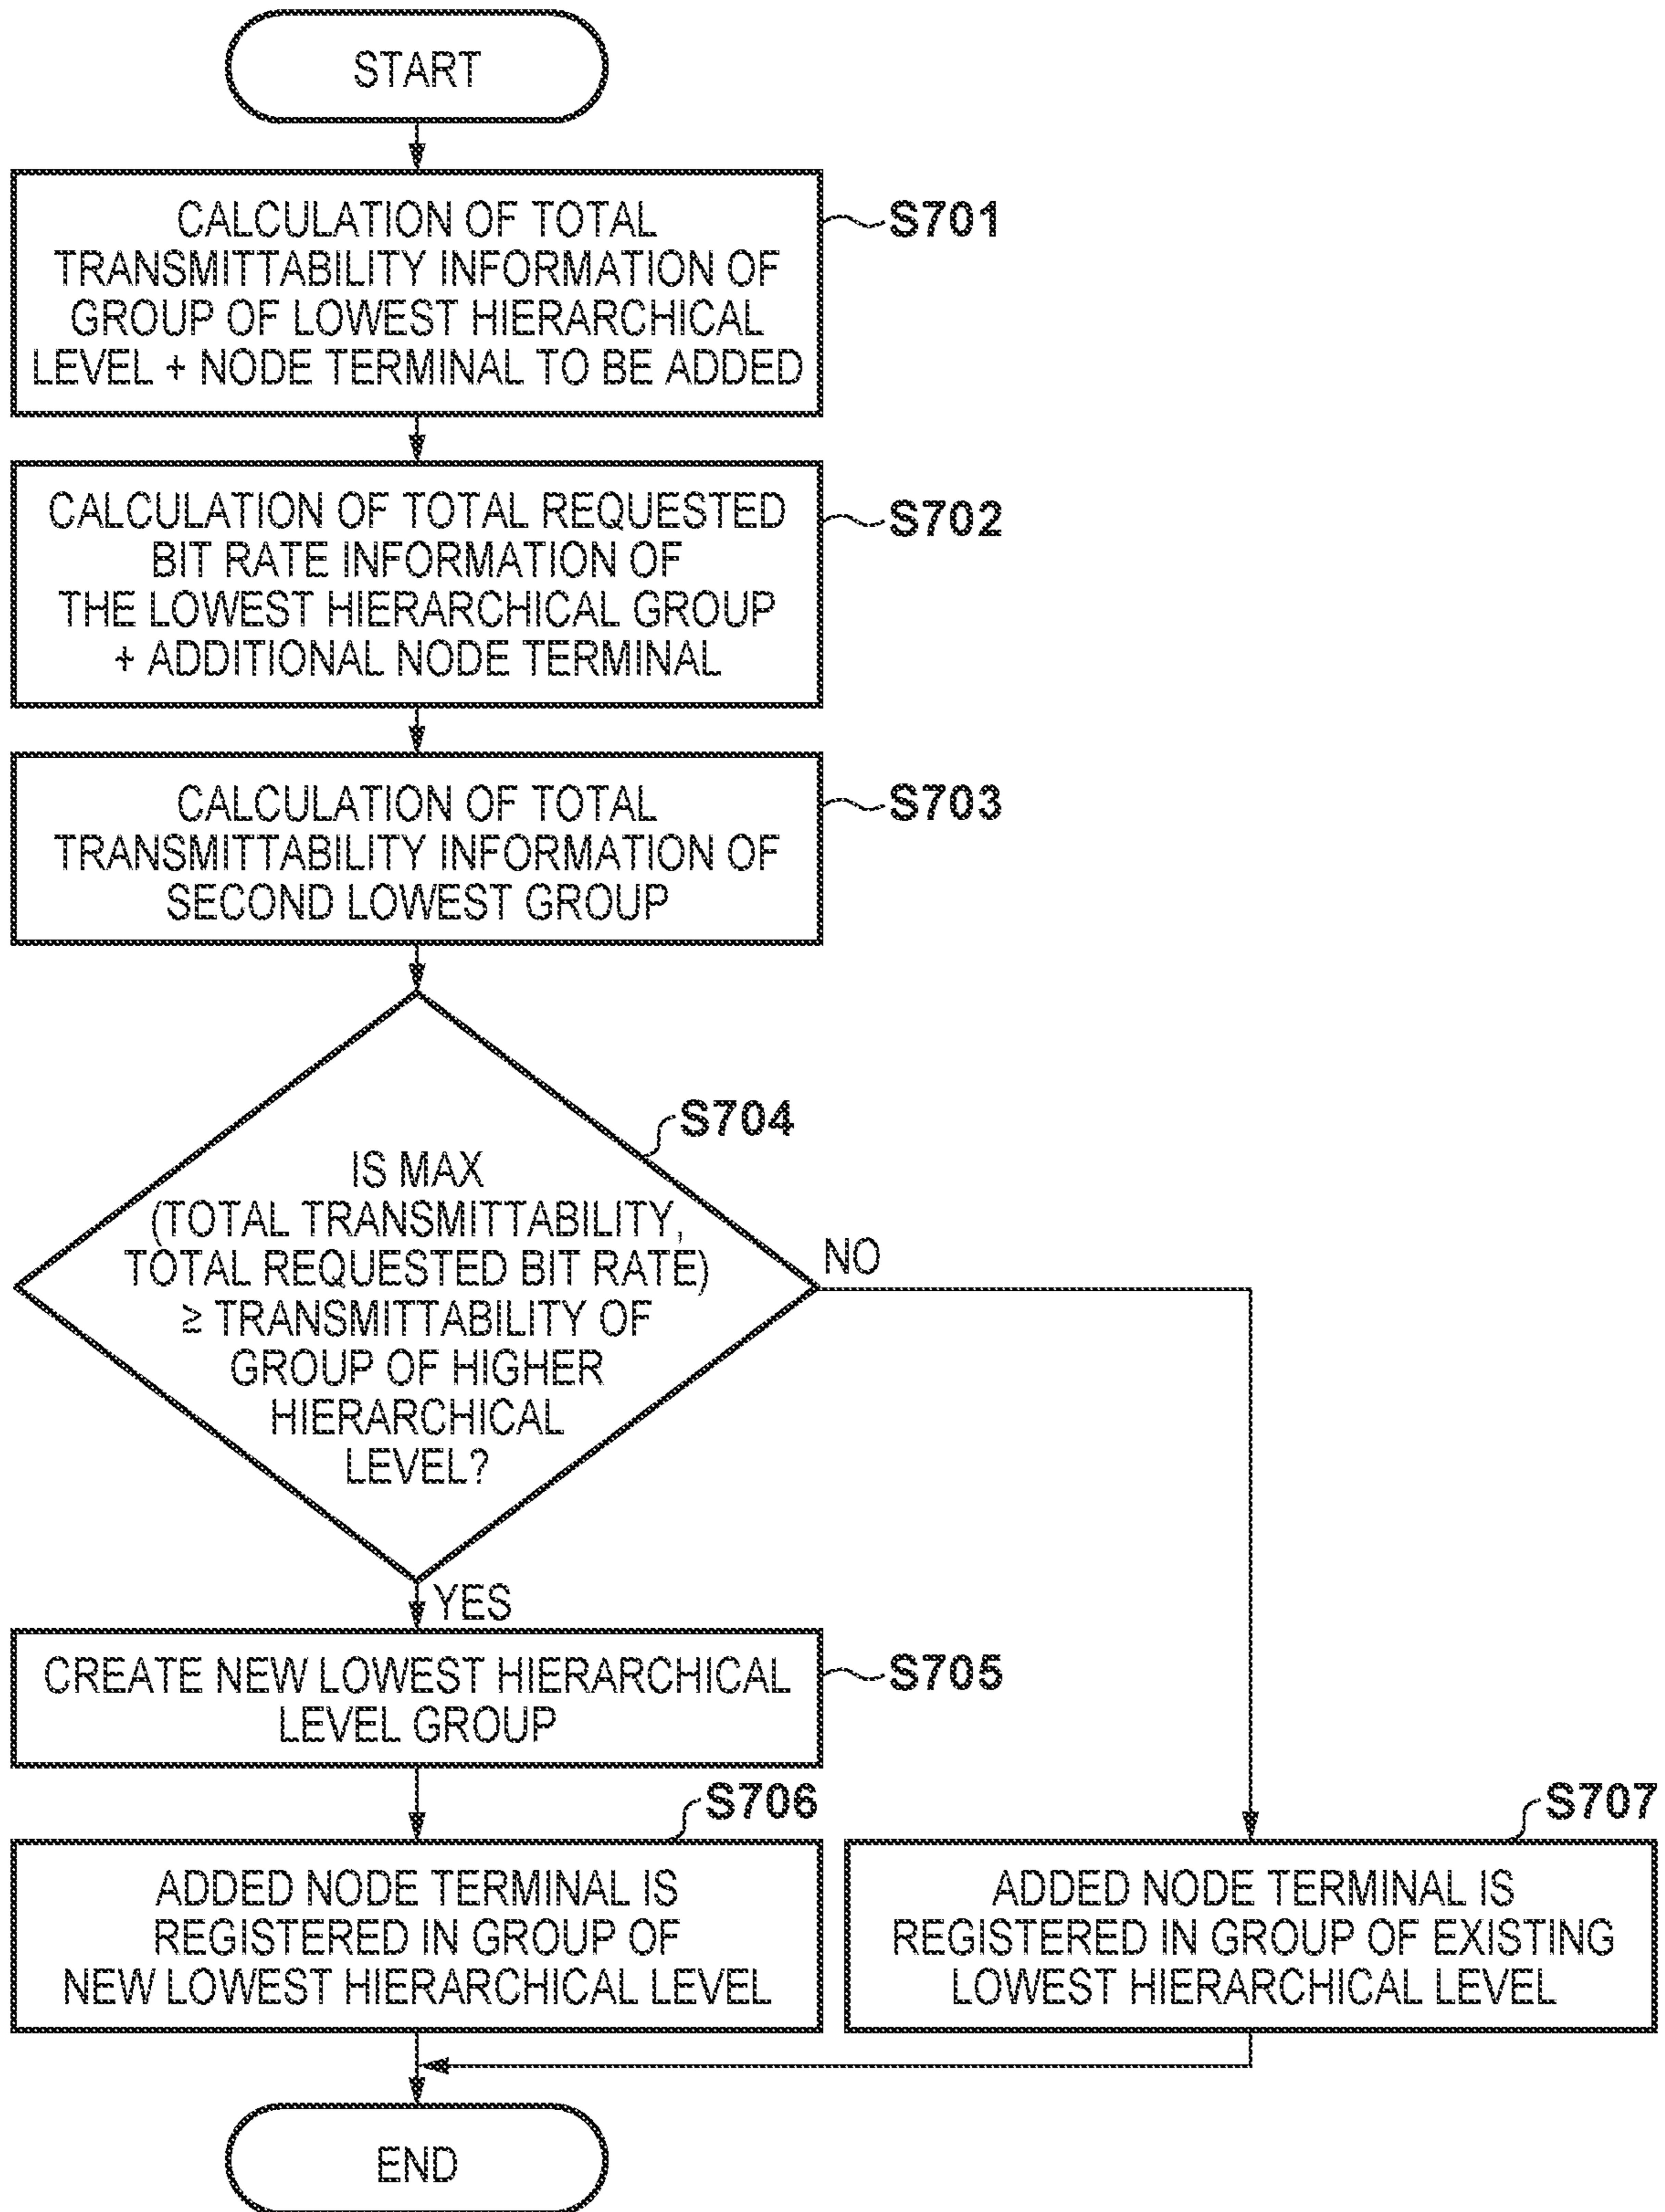 START
CALCULATION OF TOTAL
TRANSMITTABILITY INFORMATION OF
GROUP OF LOWEST HIERARCHICAL
LEVEL + NODE TERMINAL TO BE ADDED
S701
CALCULATION OF TOTAL REQUESTED
BIT RATE INFORMATION OF
THE LOWEST HIERARCHICAL GROUP
+ ADDITIONAL NODE TERMINAL
S702
CALCULATION OF TOTAL
TRANSMITTABILITY INFORMATION OF
SECOND LOWEST GROUP
S703
S704
IS MAX
(TOTAL TRANSMITTABILITY,
TOTAL REQUESTED BIT RATE)
≥ TRANSMITTABILITY OF
GROUP OF HIGHER
HIERARCHICAL
LEVEL?
NO
YES
CREATE NEW LOWEST HIERARCHICAL
LEVEL GROUP
S705
S706
ADDED NODE TERMINAL IS
REGISTERED IN GROUP OF
NEW LOWEST HIERARCHICAL LEVEL
S707
ADDED NODE TERMINAL IS
REGISTERED IN GROUP OF EXISTING
LOWEST HIERARCHICAL LEVEL
END